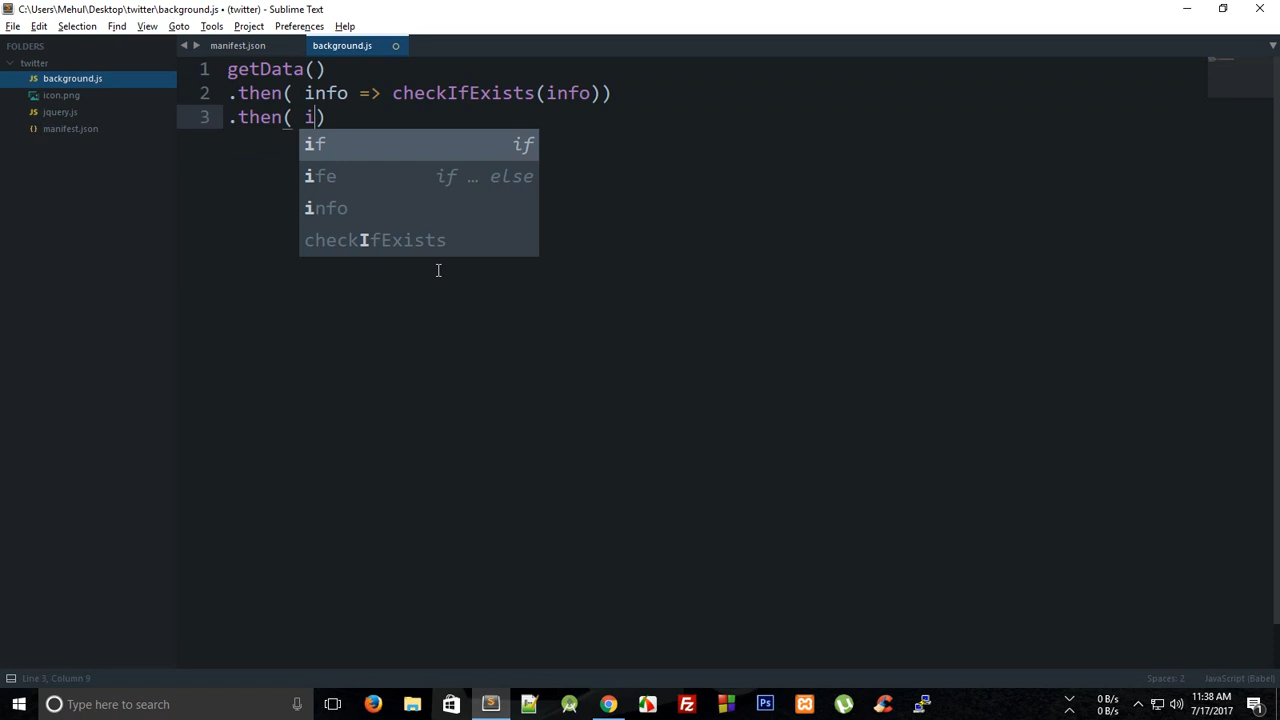 C:\Users\Mehul\Desktop\twitter\background.js • (twitter) - Sublime Text
File Edit Selection Find View Goto Tools Project Preferences Help
FOLDERS
twitter
background.js
icon.png
jquery.js
manifest.json
manifest.json background.js
1 getData()
2 .then( info => checkIfExists(info))
3 .then( i)
if if
ife if … else
info
checkIfExists
Line 3, Column 9 Spaces: 2 JavaScript (Babel)
Type here to search
0 B/s
0 B/s
11:38 AM
7/17/2017